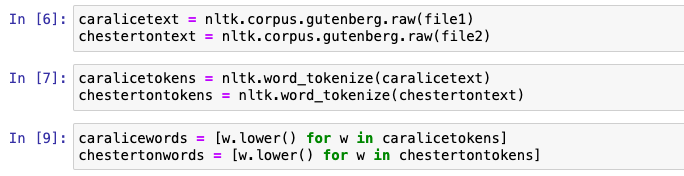 In [6]: caralicetext = nltk.corpus.gutenberg.raw(file1)
chestertontext = nltk.corpus.gutenberg.raw(file2)
In [7]: caralicetokens = nltk.word_tokenize(caralicetext)
chestertontokens = nltk.word_tokenize(chestertontext)
In [9]: caralicewords = [w.lower() for w in caralicetokens]
chestertonwords = [w.lower() for w in chestertontokens]